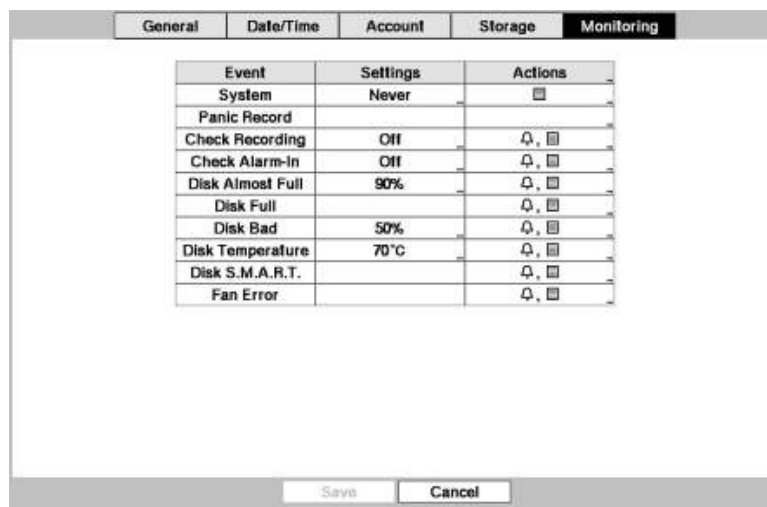 General Date/Time Account Storage Monitoring
Event Settings Actions
System Never
Panic Record
Check Recording Off ,
Check Alarm-In Off ,
Disk Almost Full 90% ,
Disk Full ,
Disk Bad 50% ,
Disk Temperature 70°C ,
Disk S.M.A.R.T. ,
Fan Error ,
Save Cancel